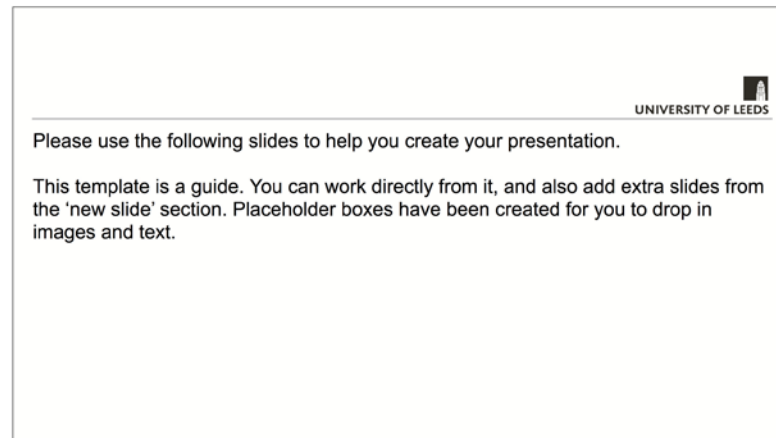 UNIVERSITY OF LEEDS
Please use the following slides to help you create your presentation.
This template is a guide. You can work directly from it, and also add extra slides from
the ‘new slide’ section. Placeholder boxes have been created for you to drop in
images and text.